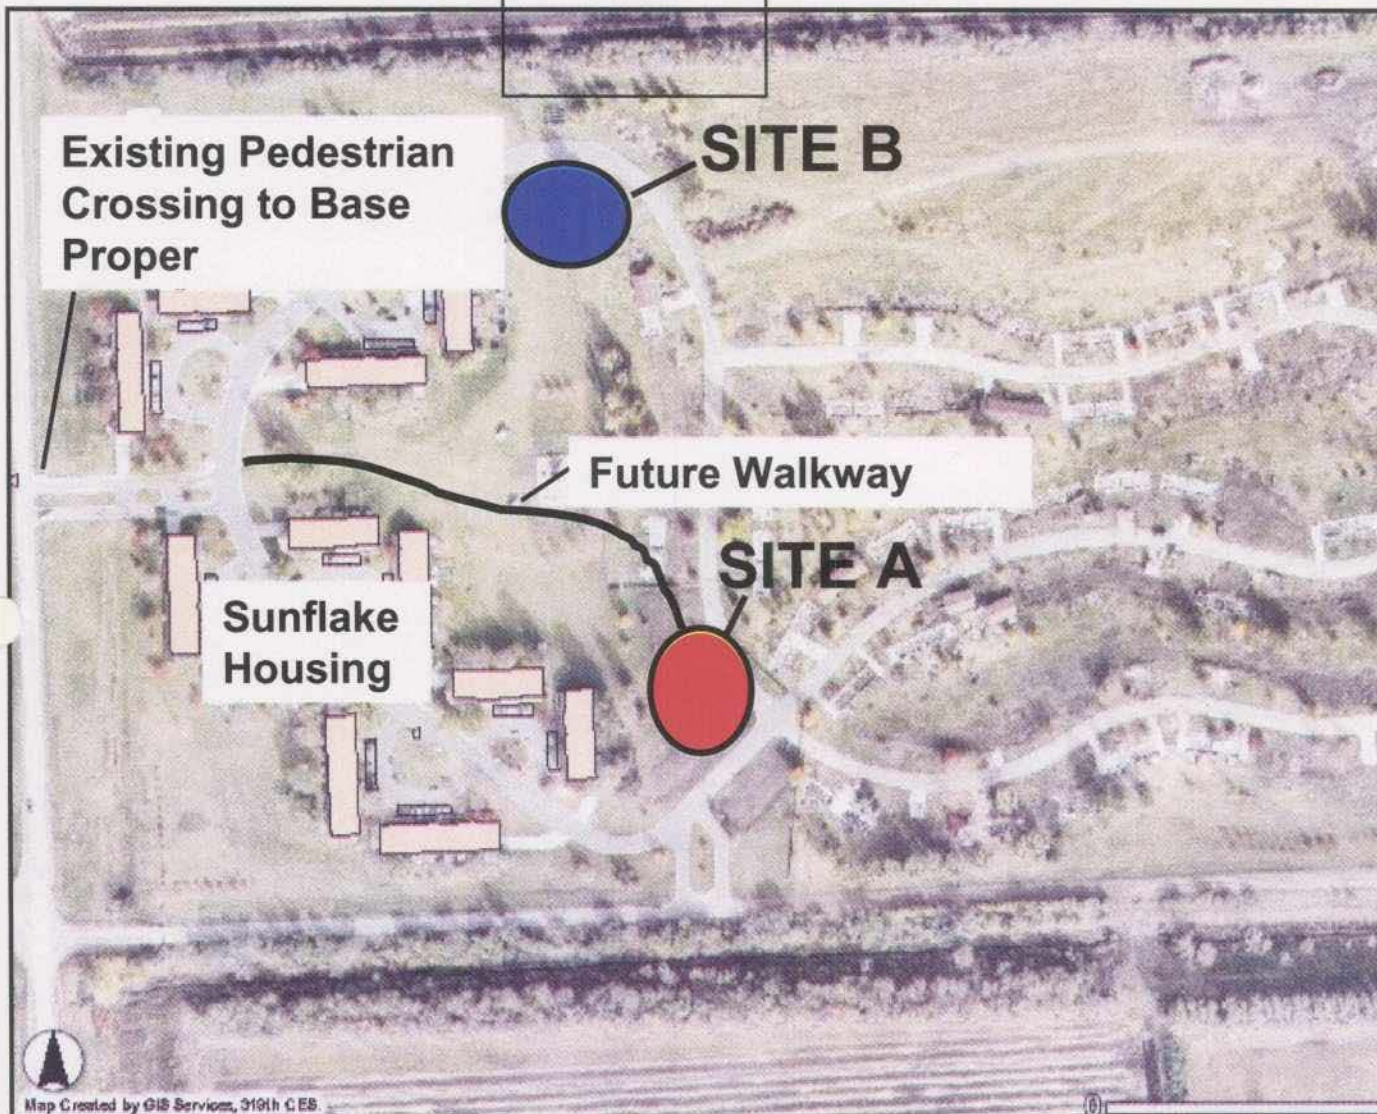 Existing Pedestrian
Crossing to Base
Proper
SITE B
Future Walkway
SITE A
Sunflake
Housing
Map Created by GIS Services, 319th CES.
0